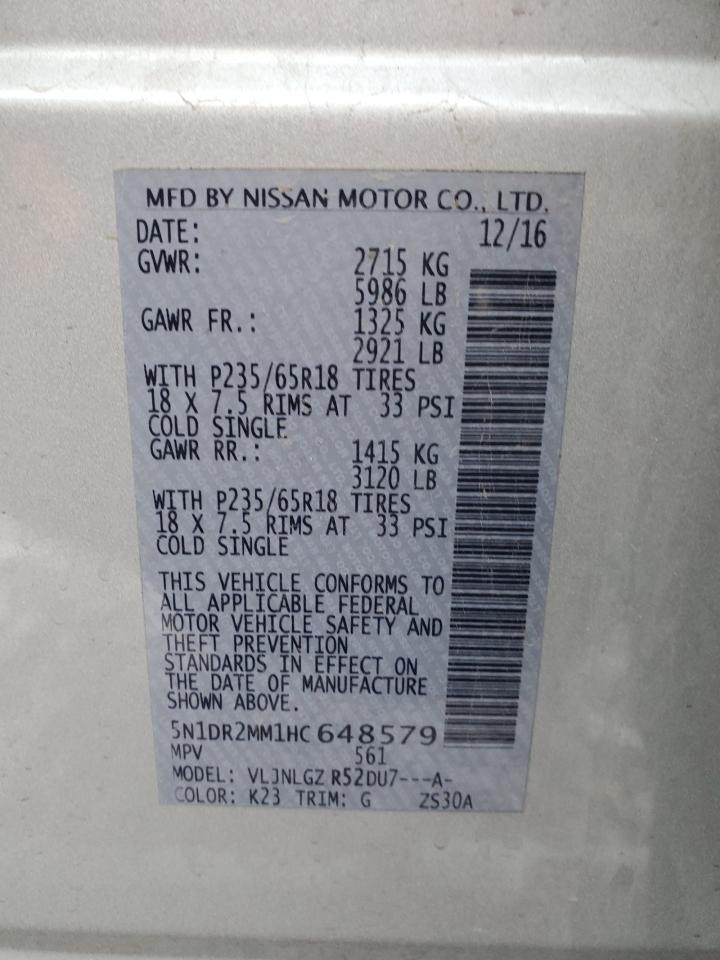 MFD BY NISSAN MOTOR CO., LTD.
DATE: 12/16
GVWR: 2715 KG
5986 LB
GAWR FR.: 1325 KG
2921 LB
WITH P235/65R18 TIRES
18 X 7.5 RIMS AT 33 PSI
COLD SINGLE
GAWR RR.: 1415 KG
3120 LB
WITH P235/65R18 TIRES
18 X 7.5 RIMS AT 33 PSI
COLD SINGLE
THIS VEHICLE CONFORMS TO
ALL APPLICABLE FEDERAL
MOTOR VEHICLE SAFETY AND
THEFT PREVENTION
STANDARDS IN EFFECT ON
THE DATE OF MANUFACTURE
SHOWN ABOVE.
5N1DR2MM1HC648579
MPV 561
MODEL: VLJNLGZ R52DU7---A-
COLOR: K23 TRIM: G ZS30A